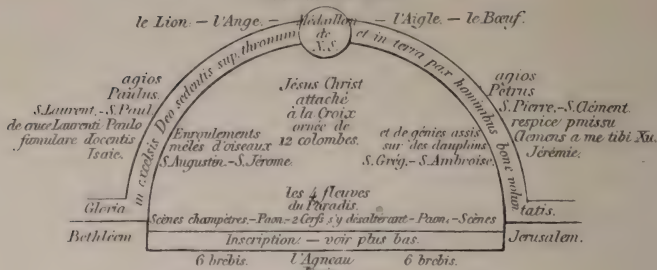 le Lion. – l'Ange. – Médaillon – l'Aigle – le Bœuf.
de
N.S.
Gloria in excelsis Deo sedentis sup. thronum et in terra pax hominibus bone volun tatis.
agios
Paulus.
S. Laurent. – S. Paul.
de cruce Laurenti Paulo
fumulare docentis
Isaie.
Jésus Christ
attaché
à la Croix
ornée de
12 colombes.
agios
Pétrus
S. Pierre. – S. Clément.
respice pmissu
Clemens a me tibi Xu.
Jérémie.
Enroulements
mêlés d'oiseaux
S. Augustin. – S. Jérome.
et de génies assis
sur des dauphins
S. Grég. – S. Ambroise.
les 4 fleuves
du Paradis.
Scènes champêtres. – Paon. – 2 Cerfs s'y désaltérant – Paon. – Scènes
Bethléem
Inscription: – voir plus bas.
Jerusalem.
6 brebis. l'Agneau 6 brebis.